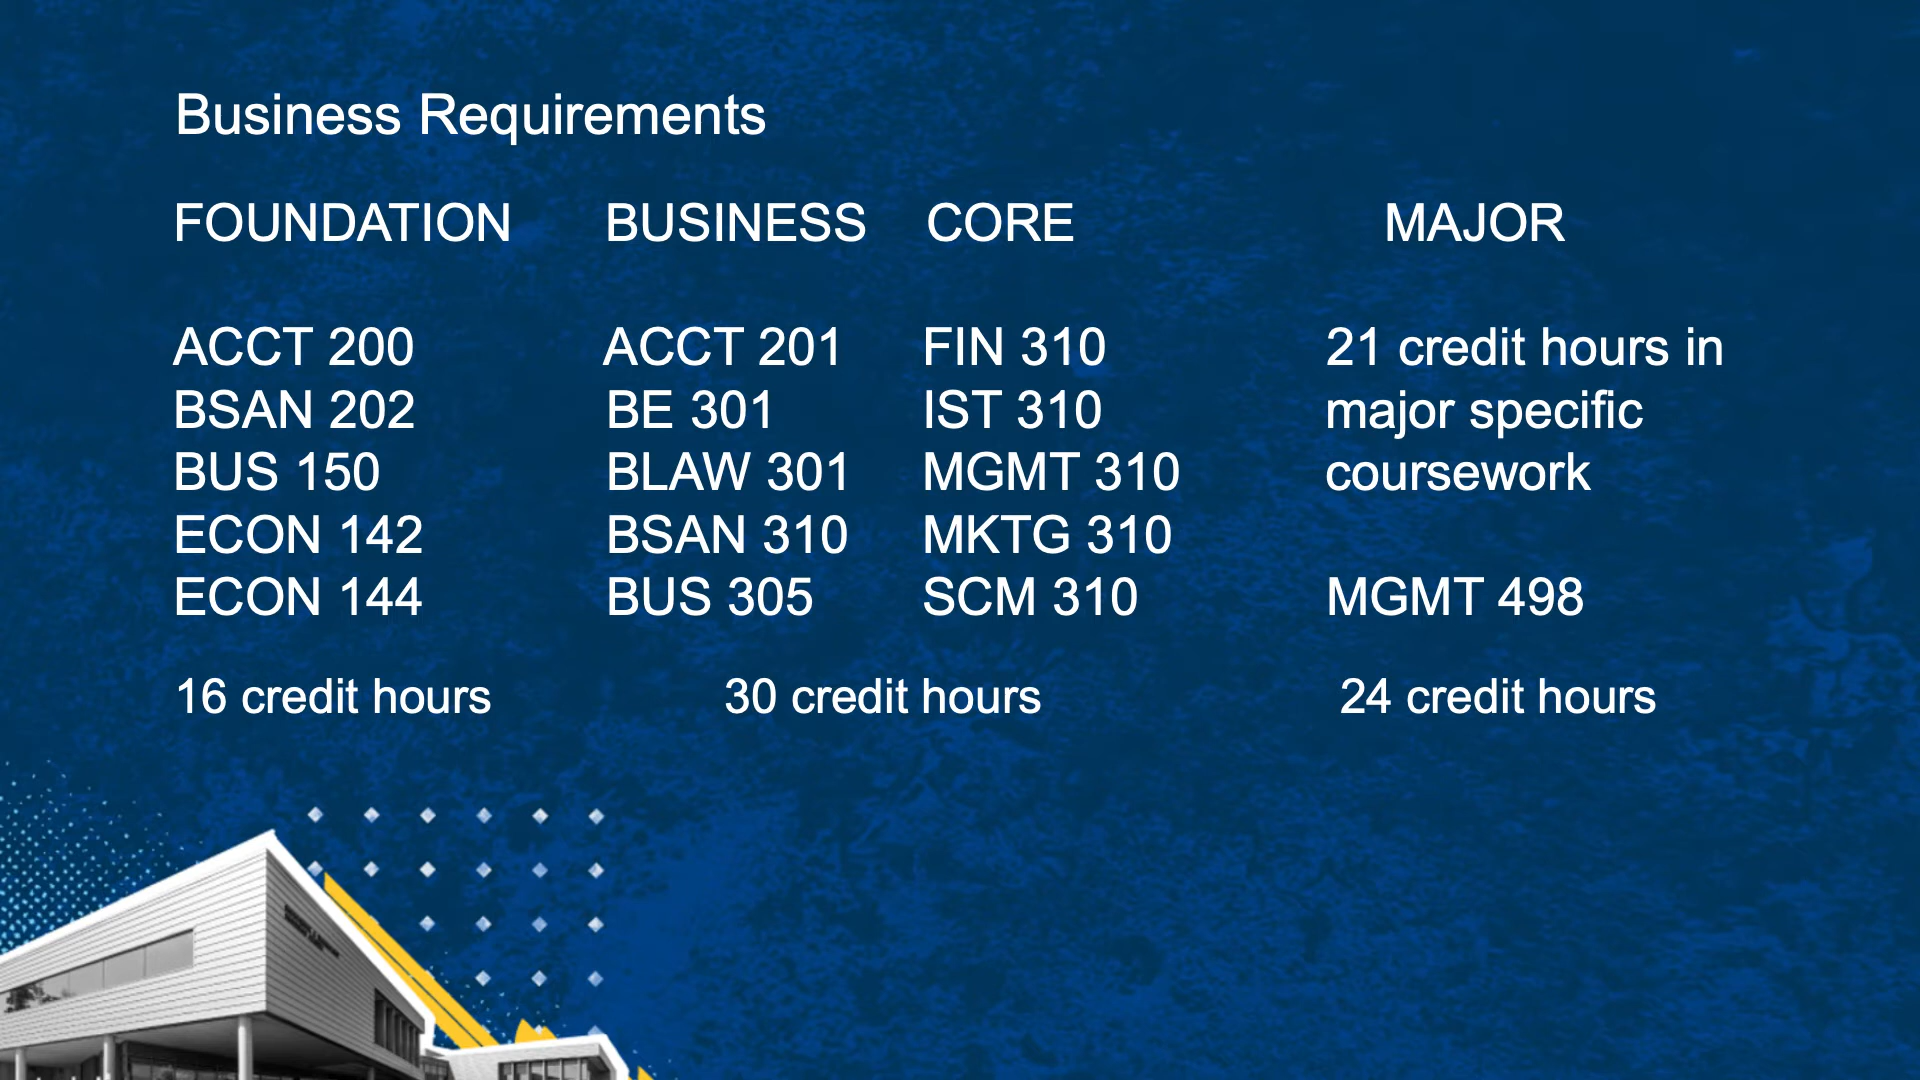 Business Requirements
FOUNDATION BUSINESS CORE MAJOR
ACCT 200 ACCT 201 FIN 310 21 credit hours in
BSAN 202 BE 301 IST 310 major specific
BUS 150 BLAW 301 MGMT 310 coursework
ECON 142 BSAN 310 MKTG 310
ECON 144 BUS 305 SCM 310 MGMT 498
16 credit hours 30 credit hours 24 credit hours